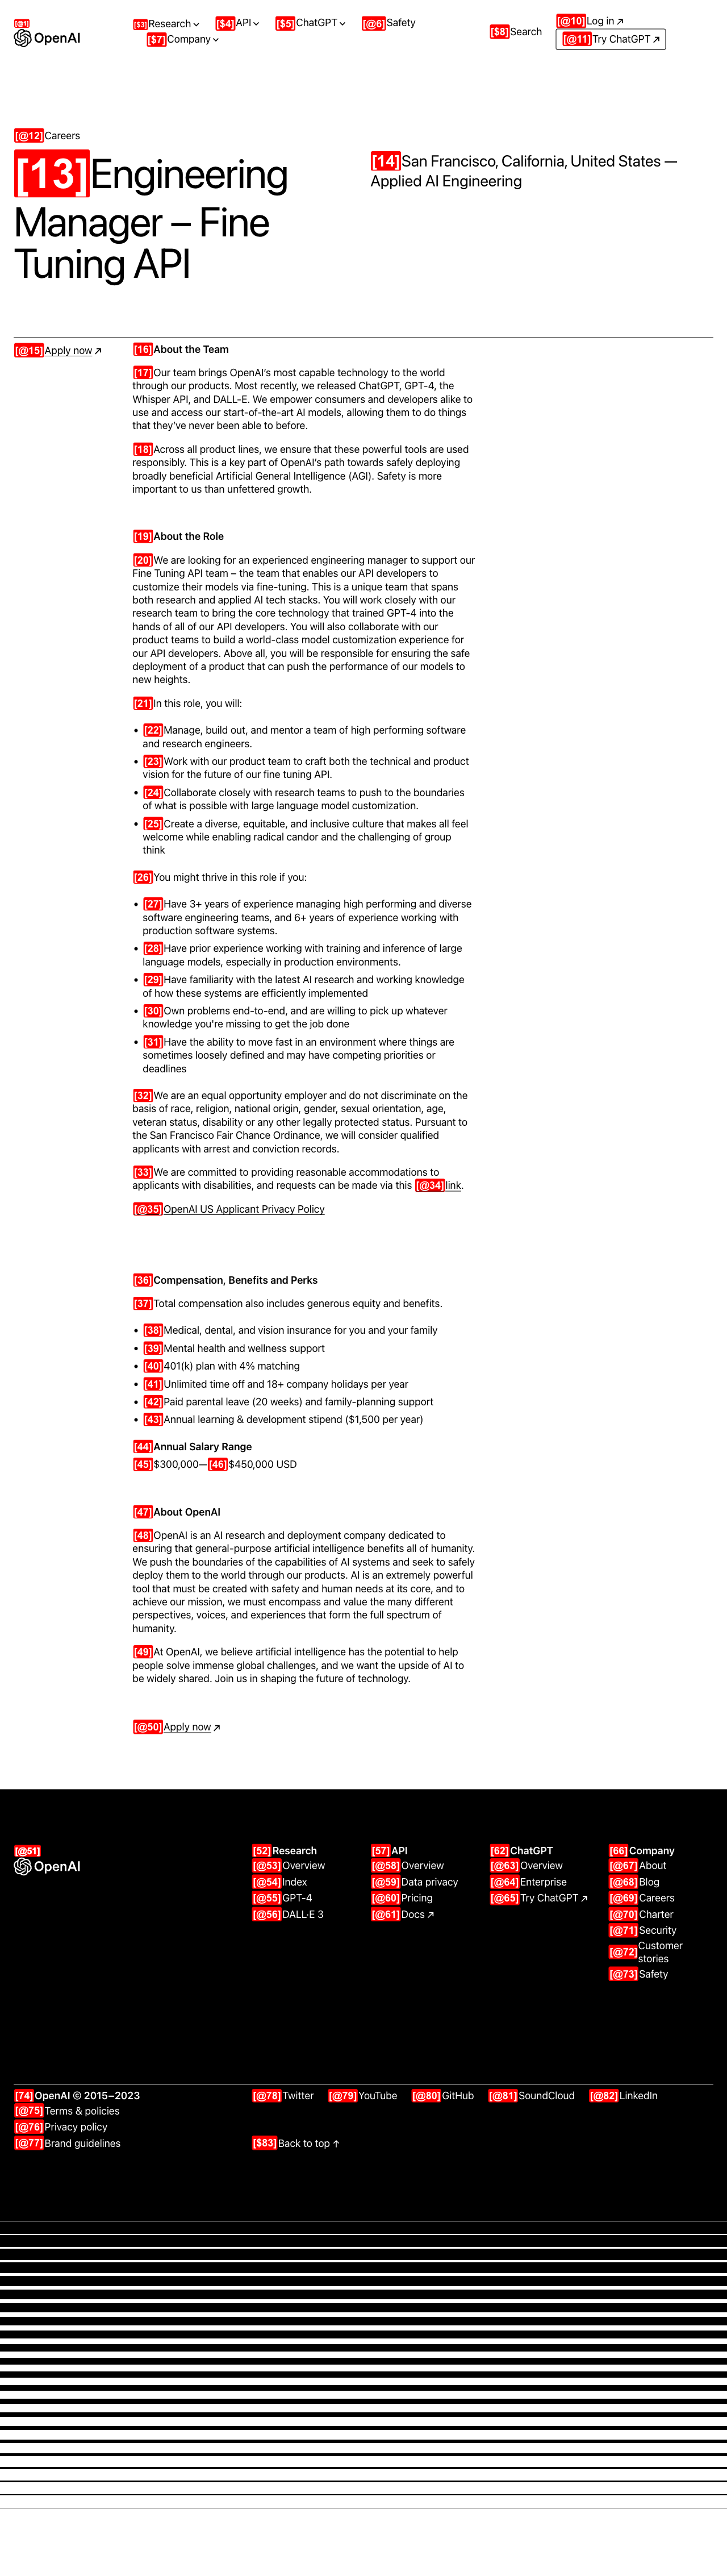 [@1]
OpenAI
[$3]Research
[$4]API
[$5]ChatGPT
[@6]Safety
[$7]Company
[$8]Search
[@10]Log in ↗
[@11]Try ChatGPT ↗
[@12]Careers
[13]Engineering
Manager – Fine
Tuning API
[14]San Francisco, California, United States —
Applied AI Engineering
[@15]Apply now ↗
[16]About the Team
[17]Our team brings OpenAI's most capable technology to the world
through our products. Most recently, we released ChatGPT, GPT-4, the
Whisper API, and DALL-E. We empower consumers and developers alike to
use and access our start-of-the-art AI models, allowing them to do things
that they've never been able to before.
[18]Across all product lines, we ensure that these powerful tools are used
responsibly. This is a key part of OpenAI's path towards safely deploying
broadly beneficial Artificial General Intelligence (AGI). Safety is more
important to us than unfettered growth.
[19]About the Role
[20]We are looking for an experienced engineering manager to support our
Fine Tuning API team – the team that enables our API developers to
customize their models via fine-tuning. This is a unique team that spans
both research and applied AI tech stacks. You will work closely with our
research team to bring the core technology that trained GPT-4 into the
hands of all of our API developers. You will also collaborate with our
product teams to build a world-class model customization experience for
our API developers. Above all, you will be responsible for ensuring the safe
deployment of a product that can push the performance of our models to
new heights.
[21]In this role, you will:
• [22]Manage, build out, and mentor a team of high performing software
and research engineers.
• [23]Work with our product team to craft both the technical and product
vision for the future of our fine tuning API.
• [24]Collaborate closely with research teams to push to the boundaries
of what is possible with large language model customization.
• [25]Create a diverse, equitable, and inclusive culture that makes all feel
welcome while enabling radical candor and the challenging of group
think
[26]You might thrive in this role if you:
• [27]Have 3+ years of experience managing high performing and diverse
software engineering teams, and 6+ years of experience working with
production software systems.
• [28]Have prior experience working with training and inference of large
language models, especially in production environments.
• [29]Have familiarity with the latest AI research and working knowledge
of how these systems are efficiently implemented
• [30]Own problems end-to-end, and are willing to pick up whatever
knowledge you're missing to get the job done
• [31]Have the ability to move fast in an environment where things are
sometimes loosely defined and may have competing priorities or
deadlines
[32]We are an equal opportunity employer and do not discriminate on the
basis of race, religion, national origin, gender, sexual orientation, age,
veteran status, disability or any other legally protected status. Pursuant to
the San Francisco Fair Chance Ordinance, we will consider qualified
applicants with arrest and conviction records.
[33]We are committed to providing reasonable accommodations to
applicants with disabilities, and requests can be made via this [@34]link.
[@35]OpenAI US Applicant Privacy Policy
[36]Compensation, Benefits and Perks
[37]Total compensation also includes generous equity and benefits.
• [38]Medical, dental, and vision insurance for you and your family
• [39]Mental health and wellness support
• [40]401(k) plan with 4% matching
• [41]Unlimited time off and 18+ company holidays per year
• [42]Paid parental leave (20 weeks) and family-planning support
• [43]Annual learning & development stipend ($1,500 per year)
[44]Annual Salary Range
[45]$300,000—[46]$450,000 USD
[47]About OpenAI
[48]OpenAI is an AI research and deployment company dedicated to
ensuring that general-purpose artificial intelligence benefits all of humanity.
We push the boundaries of the capabilities of AI systems and seek to safely
deploy them to the world through our products. AI is an extremely powerful
tool that must be created with safety and human needs at its core, and to
achieve our mission, we must encompass and value the many different
perspectives, voices, and experiences that form the full spectrum of
humanity.
[49]At OpenAI, we believe artificial intelligence has the potential to help
people solve immense global challenges, and we want the upside of AI to
be widely shared. Join us in shaping the future of technology.
[@50]Apply now ↗
[@51]
OpenAI
[52]Research
[@53]Overview
[@54]Index
[@55]GPT-4
[@56]DALL·E 3
[57]API
[@58]Overview
[@59]Data privacy
[@60]Pricing
[@61]Docs ↗
[62]ChatGPT
[@63]Overview
[@64]Enterprise
[@65]Try ChatGPT ↗
[66]Company
[@67]About
[@68]Blog
[@69]Careers
[@70]Charter
[@71]Security
[@72]Customer
stories
[@73]Safety
[74]OpenAI © 2015–2023
[@75]Terms & policies
[@76]Privacy policy
[@77]Brand guidelines
[@78]Twitter
[@79]YouTube
[@80]GitHub
[@81]SoundCloud
[@82]LinkedIn
[$83]Back to top ↑